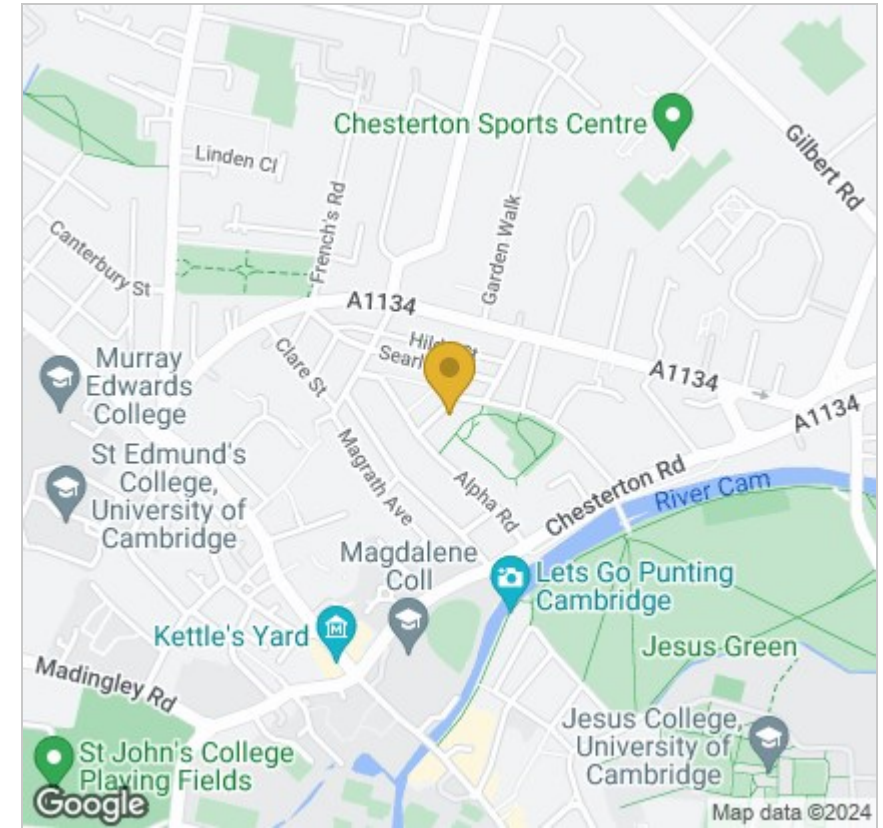 Chesterton Sports Centre
Gilbert Rd
Linden Cl
French's Rd
Garden Walk
Canterbury St
A1134
Clare St
Murray
Edwards
College
A1134
A1134
St Edmund's
College,
University of
Cambridge
Magrath Ave
Alpha Rd
Chesterton Rd
River Cam
Magdalene
Coll
Lets Go Punting
Cambridge
Kettle's Yard
Jesus Green
Madingley Rd
Jesus College,
University of
Cambridge
St John's College
Playing Fields
Google
Map data ©2024